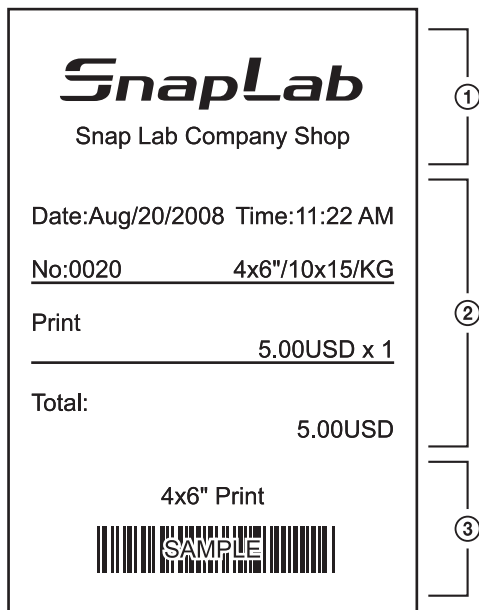 SnapLab
Snap Lab Company Shop
Date:Aug/20/2008 Time:11:22 AM
No:0020 4x6"/10x15/KG
Print
5.00USD x 1
Total:
5.00USD
4x6" Print
SAMPLE
①
②
③